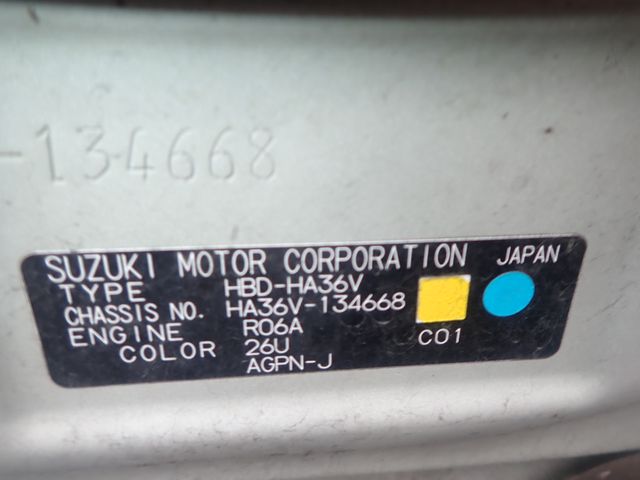 -134668
SUZUKI MOTOR CORPORATION JAPAN
TYPE HBD-HA36V
CHASSIS NO. HA36V-134668
ENGINE R06A
COLOR 26U
AGPN-J
C01